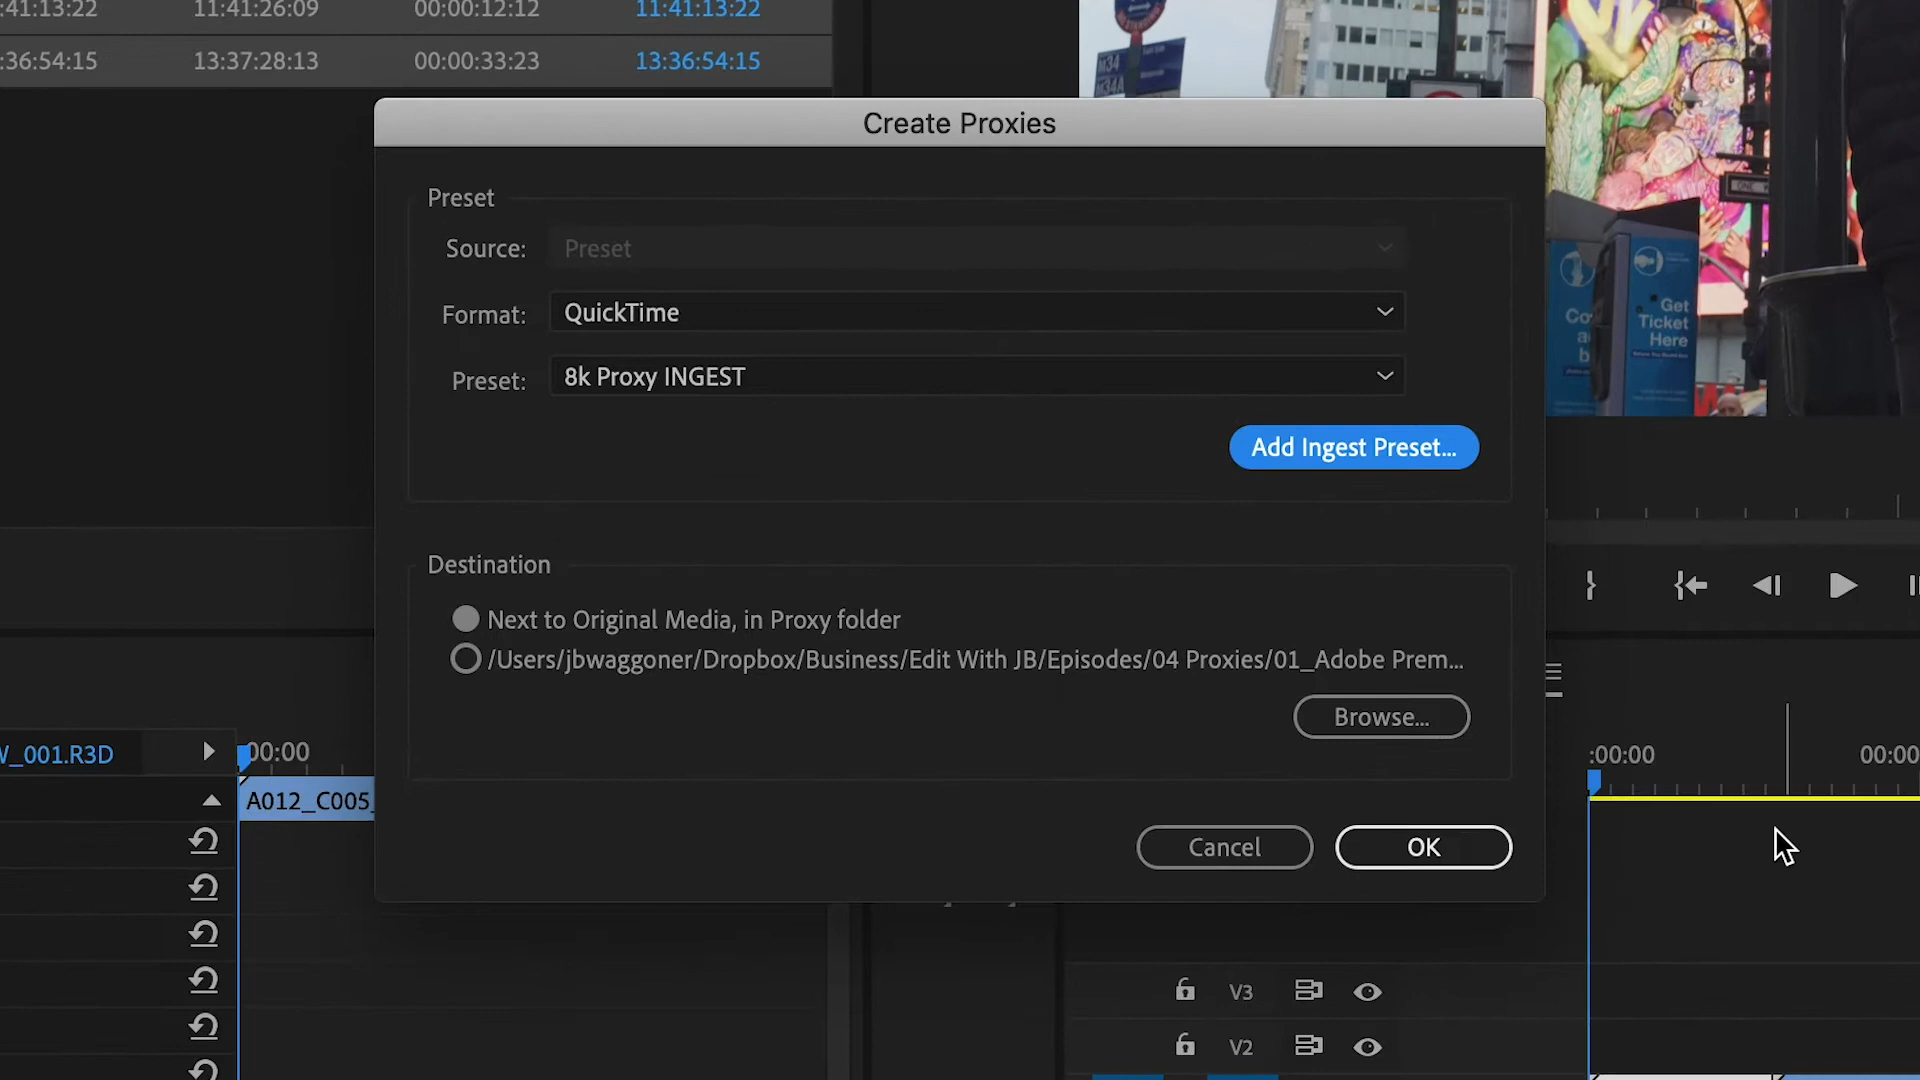 :41:13:22 11:41:26:09 00:00:12:12 11:41:13:22
:36:54:15 13:37:28:13 00:00:33:23 13:36:54:15
M34
M34A
ONE
Get
Ticket
Here
Create Proxies
Preset
Source: Preset
Format: QuickTime
Preset: 8k Proxy INGEST
Add Ingest Preset...
Destination
Next to Original Media, in Proxy folder
/Users/jbwaggoner/Dropbox/Business/Edit With JB/Episodes/04 Proxies/01_Adobe Prem...
Browse...
Cancel OK
_001.R3D
00:00
A012_C005_
:00:00 00:00
V3
V2